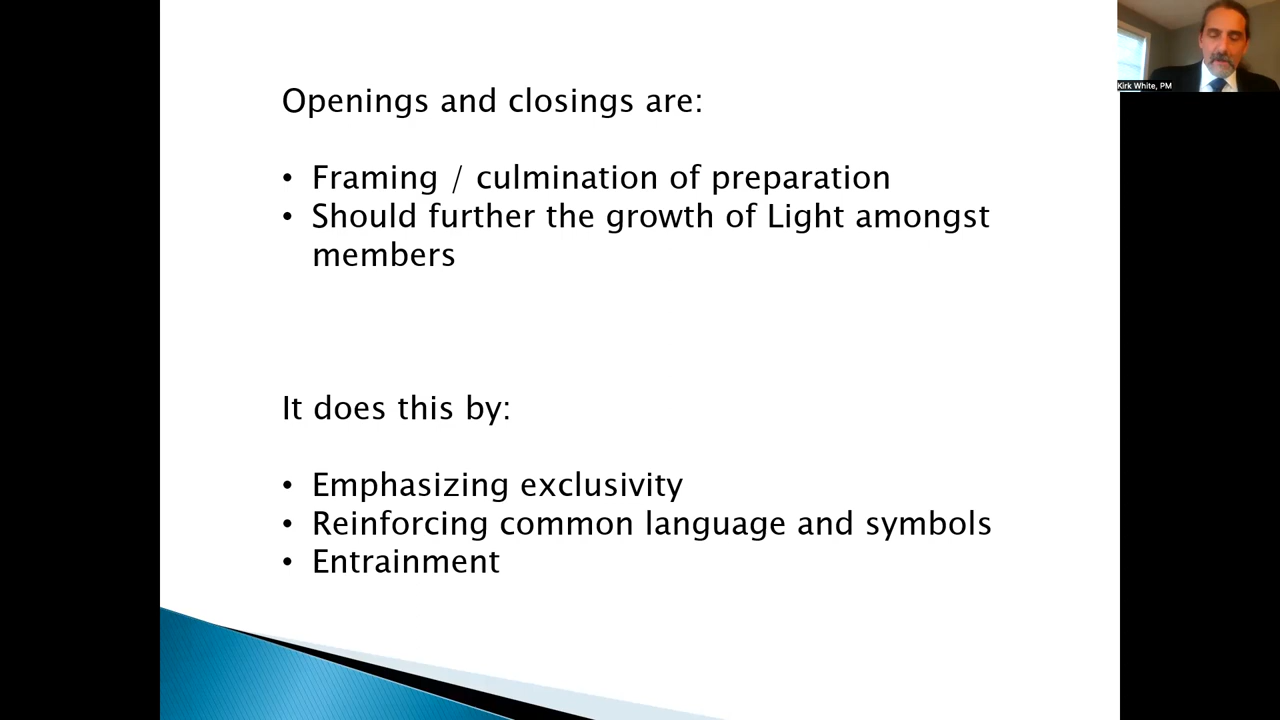 Openings and closings are:
• Framing / culmination of preparation
• Should further the growth of Light amongst
members
It does this by:
• Emphasizing exclusivity
• Reinforcing common language and symbols
• Entrainment
Kirk White, PM